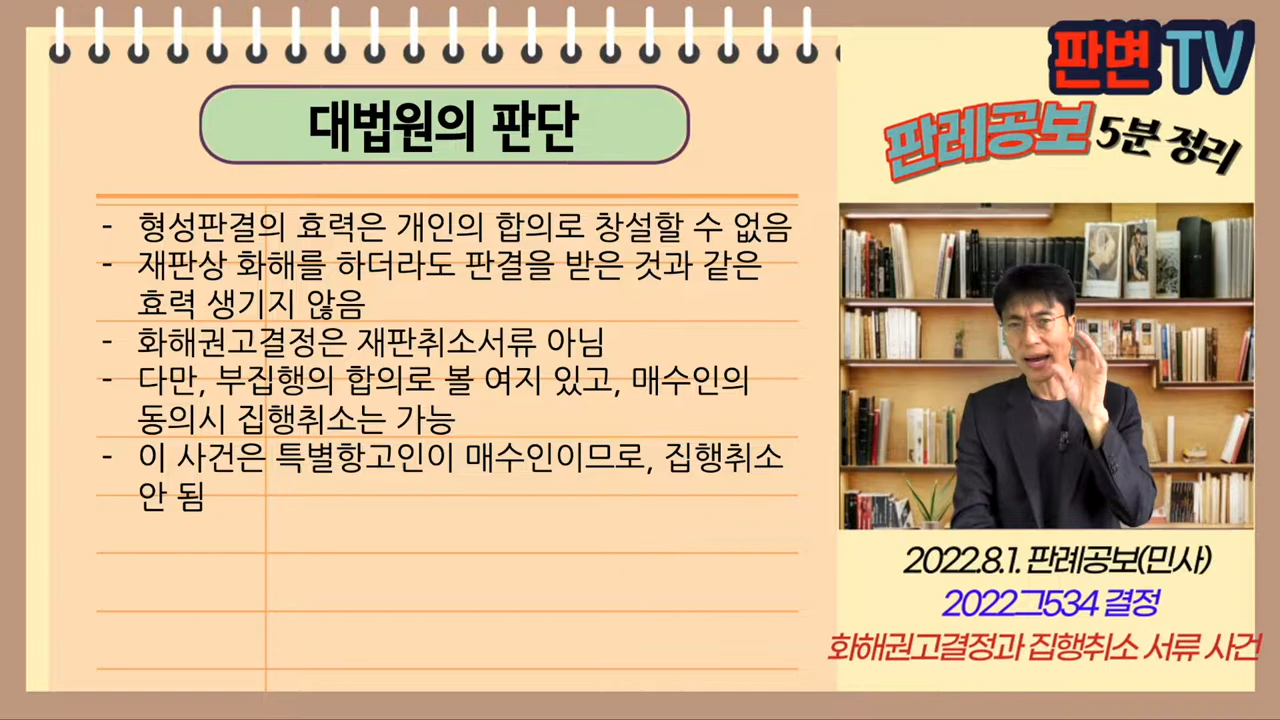 대법원의 판단
- 형성판결의 효력은 개인의 합의로 창설할 수 없음
- 재판상 화해를 하더라도 판결을 받은 것과 같은
효력 생기지 않음
- 화해권고결정은 재판취소서류 아님
- 다만, 부집행의 합의로 볼 여지 있고, 매수인의
동의시 집행취소는 가능
- 이 사건은 특별항고인이 매수인이므로, 집행취소
안 됨
판변 TV
판례공보 5분 정리
2022.8.1. 판례공보(민사)
2022그534 결정
화해권고결정과 집행취소 서류 사건